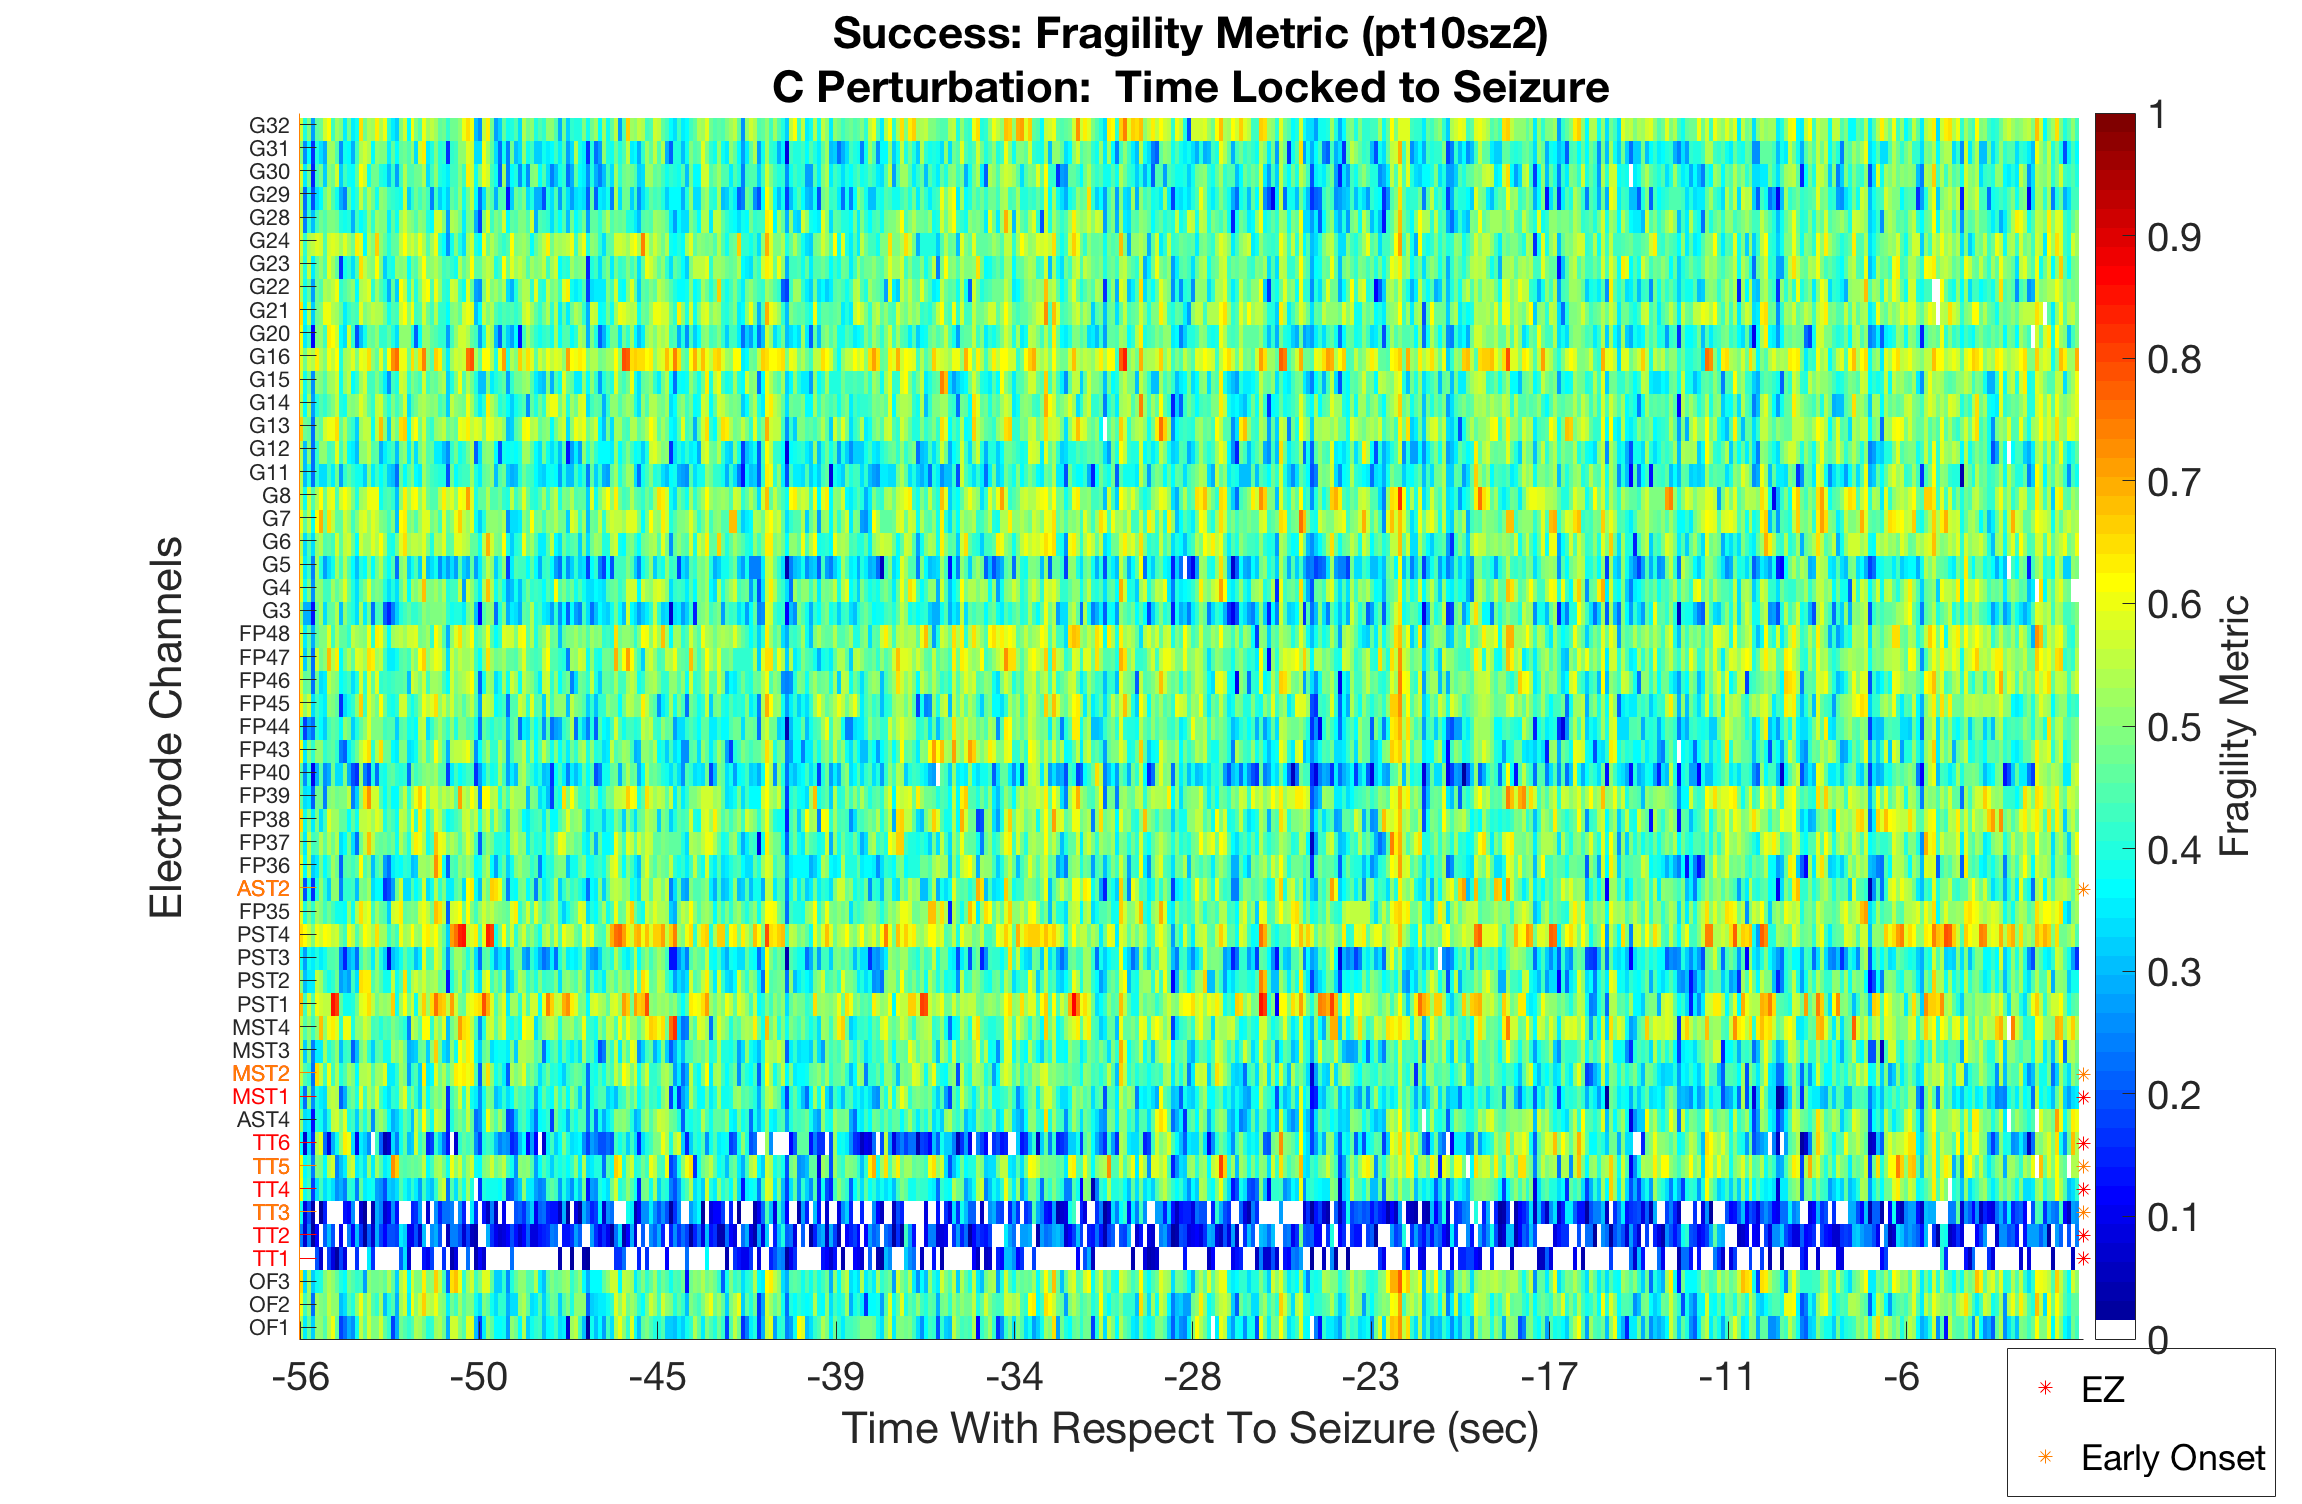 Success: Fragility Metric (pt10sz2)
C Perturbation: Time Locked to Seizure
Electrode Channels
G32
G31
G30
G29
G28
G24
G23
G22
G21
G20
G16
G15
G14
G13
G12
G11
G8
G7
G6
G5
G4
G3
FP48
FP47
FP46
FP45
FP44
FP43
FP40
FP39
FP38
FP37
FP36
AST2
FP35
PST4
PST3
PST2
PST1
MST4
MST3
MST2
MST1
AST4
TT6
TT5
TT4
TT3
TT2
TT1
OF3
OF2
OF1
-56 -50 -45 -39 -34 -28 -23 -17 -11 -6
Time With Respect To Seizure (sec)
1
0.9
0.8
0.7
0.6
0.5
0.4
0.3
0.2
0.1
0
Fragility Metric
EZ
Early Onset